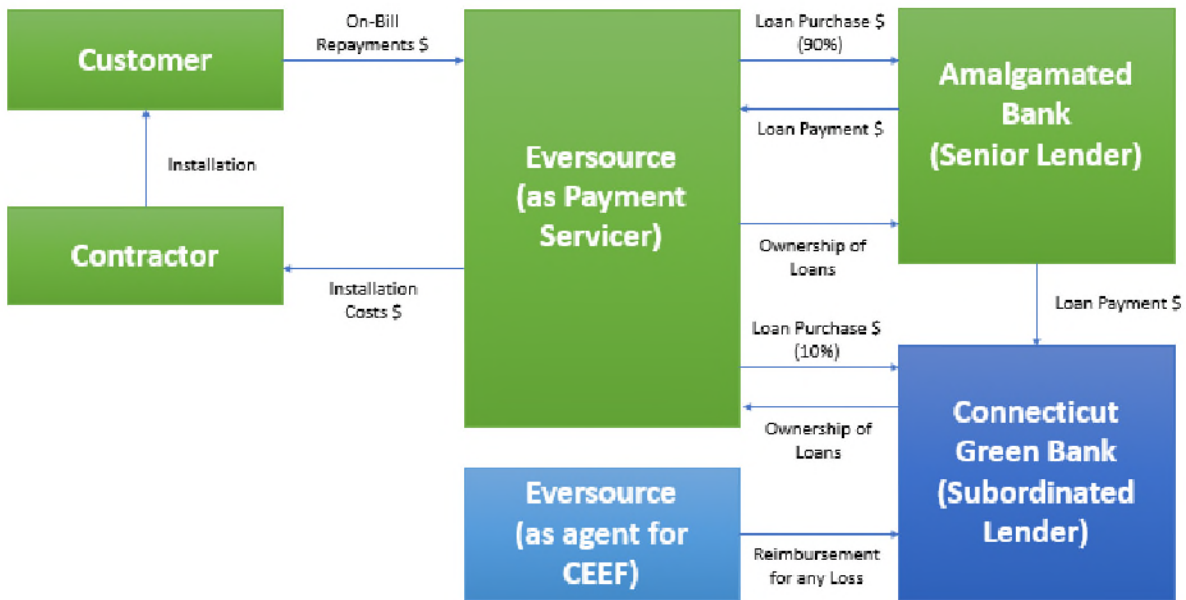 Customer
On-Bill
Repayments $
Loan Purchase $
(90%)
Amalgamated
Bank
(Senior Lender)
Loan Payment $
Installation
Eversource
(as Payment
Servicer)
Contractor
Ownership of
Loans
Installation
Costs $
Loan Payment $
Loan Purchase $
(10%)
Connecticut
Green Bank
(Subordinated
Lender)
Ownership of
Loans
Eversource
(as agent for
CEEF)
Reimbursement
for any Loss